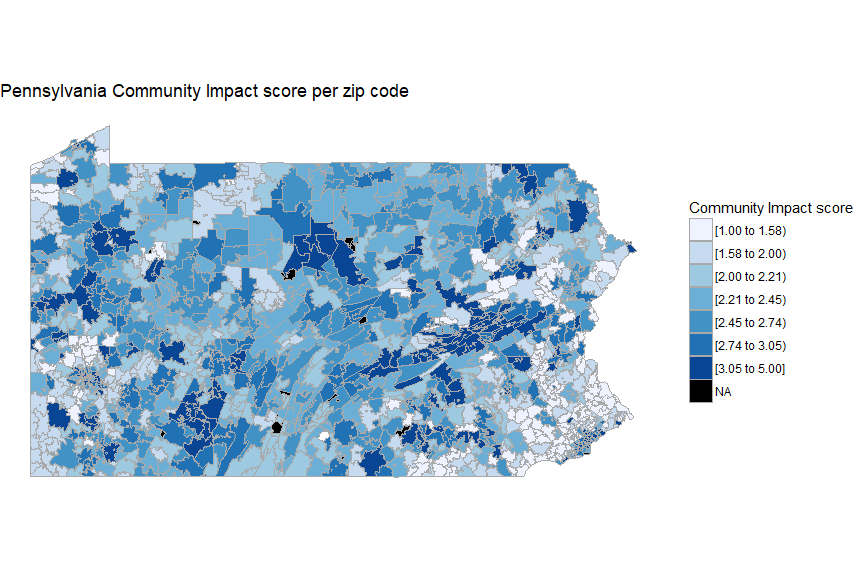 Pennsylvania Community Impact score per zip code
Community Impact score
[1.00 to 1.58)
[1.58 to 2.00)
[2.00 to 2.21)
[2.21 to 2.45)
[2.45 to 2.74)
[2.74 to 3.05)
[3.05 to 5.00]
NA